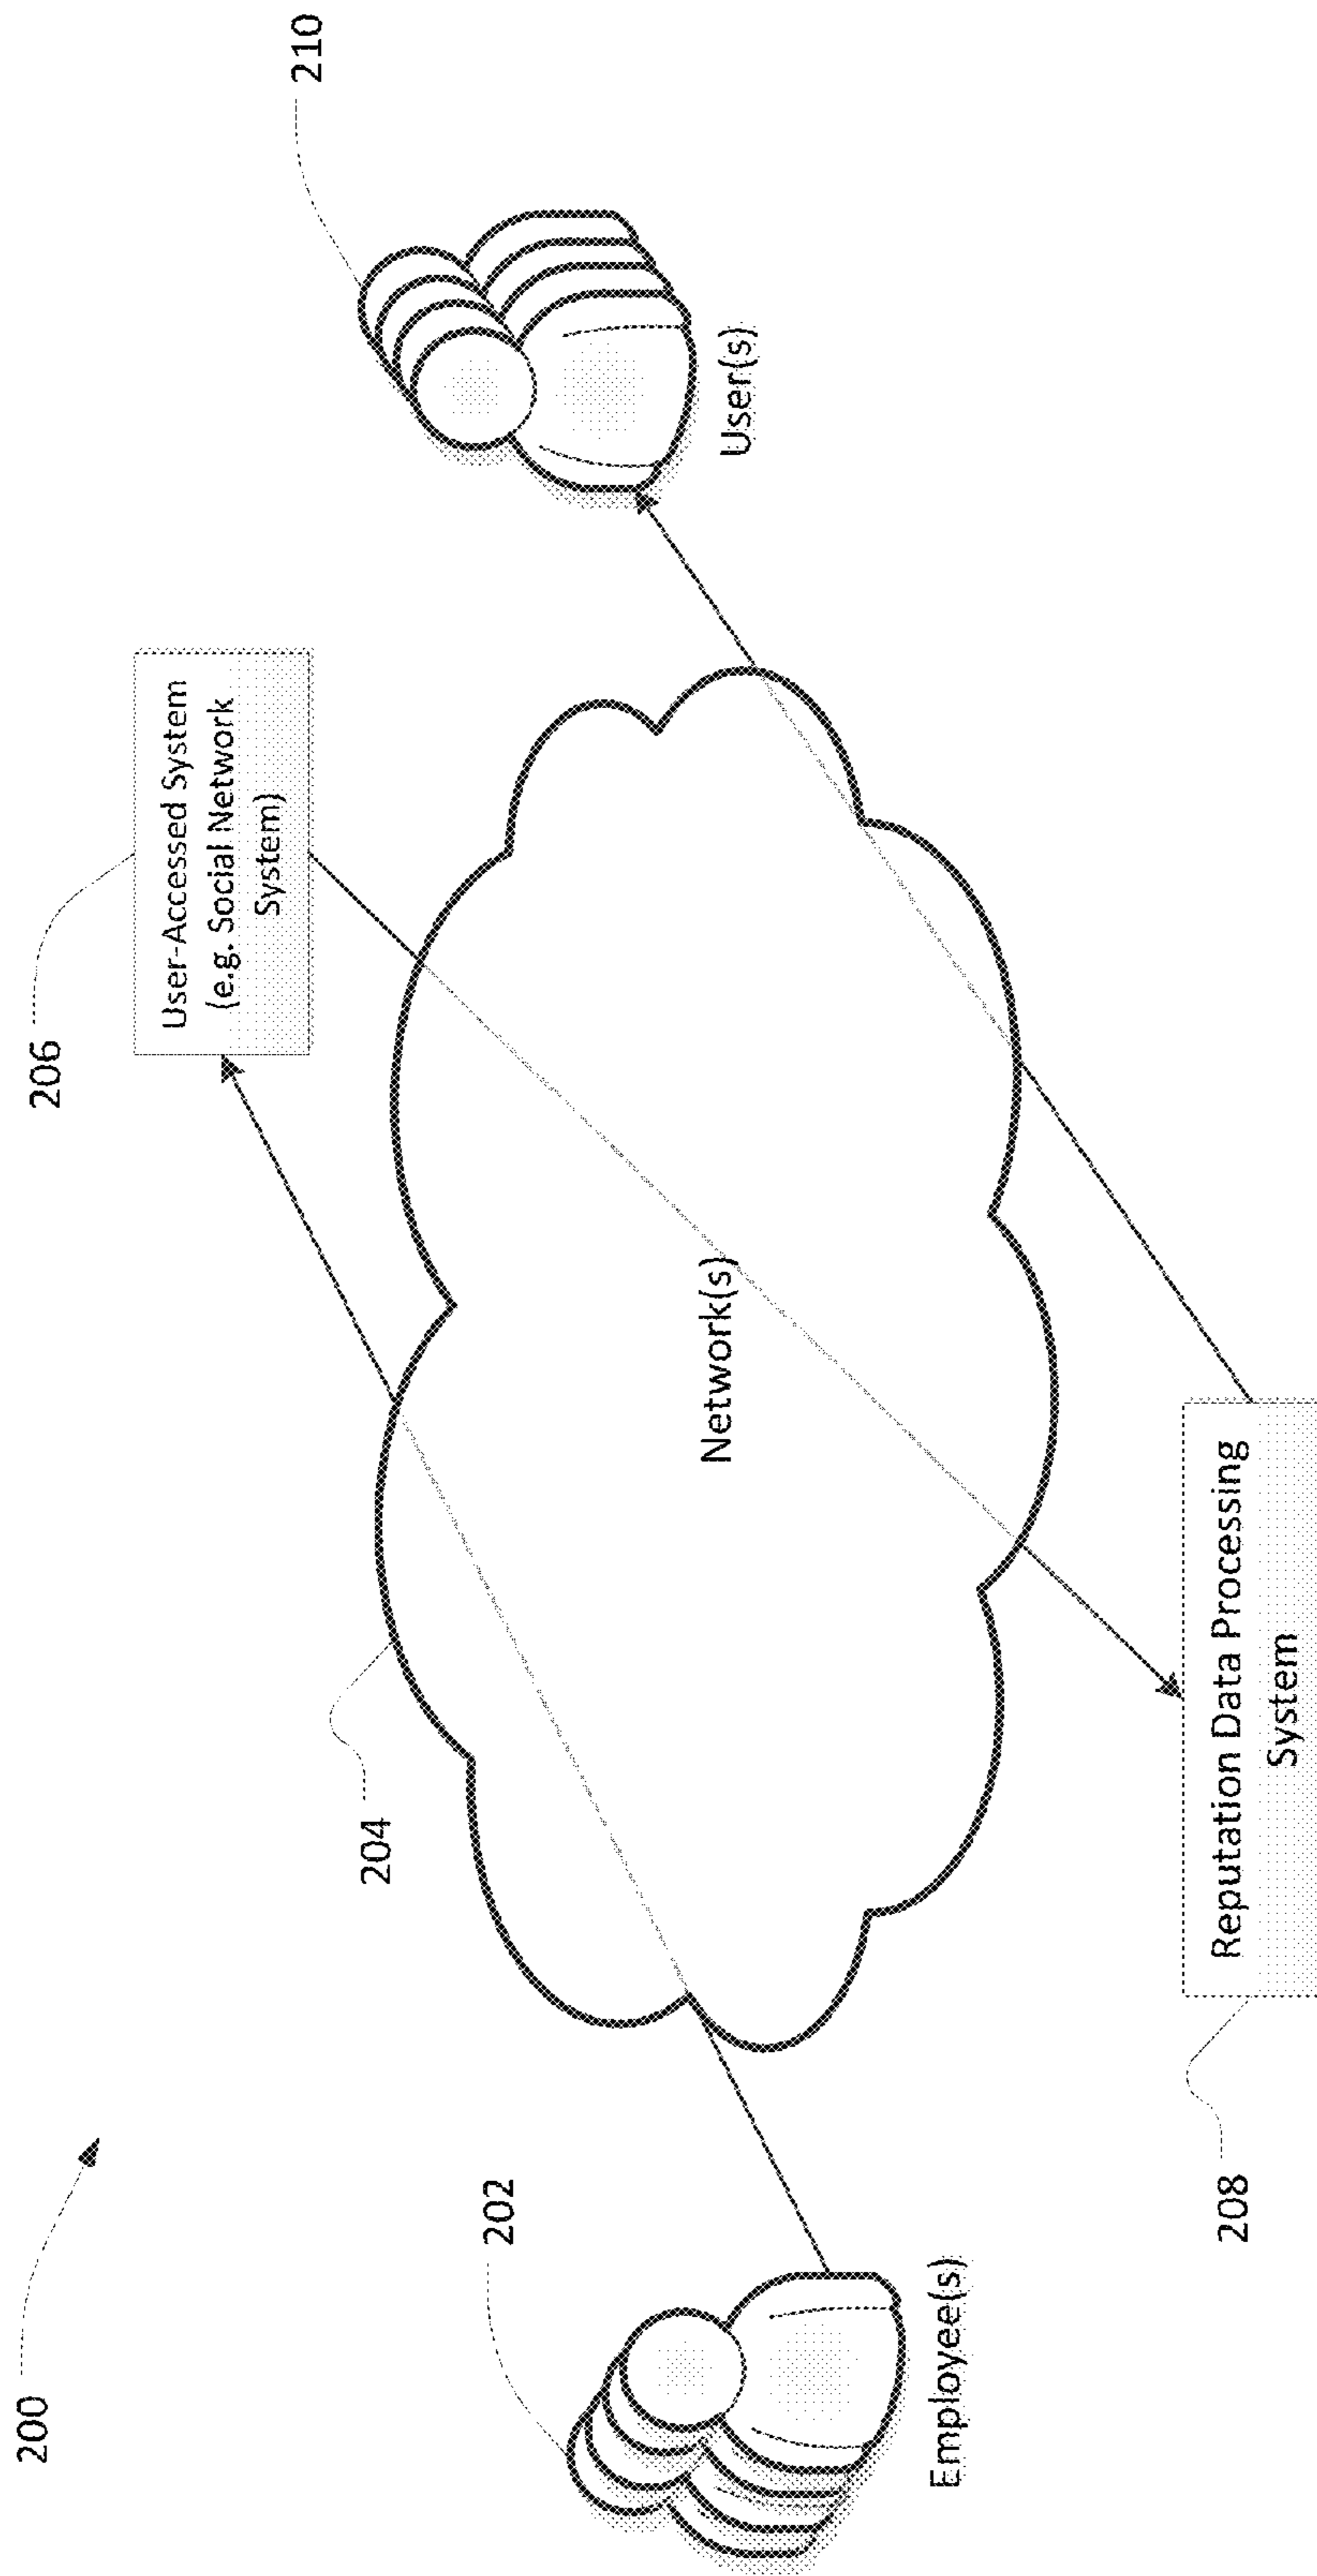 200
206
User-Accessed System
(e.g. Social Network
System)
210
204
202
Network(s)
User(s)
Employee(s)
208
Reputation Data Processing
System